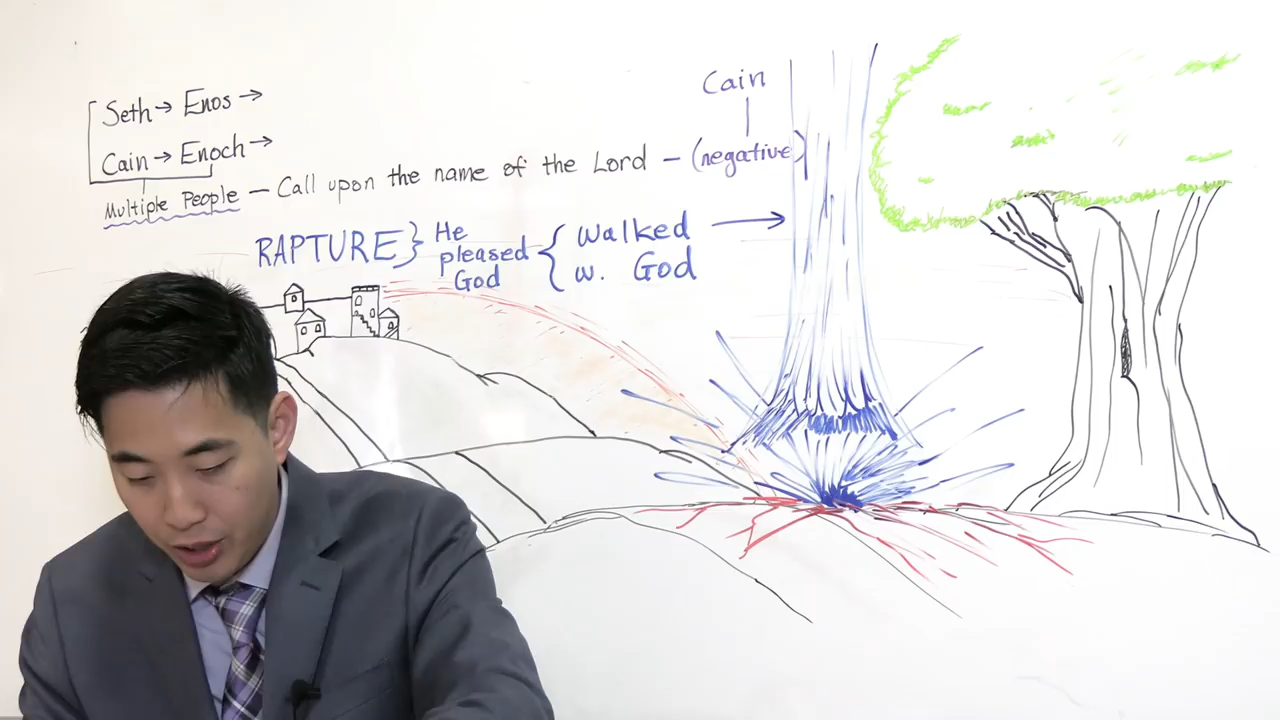 Seth → Enos →
Cain → Enoch →
Multiple People – Call upon the name of the Lord – (negative)
Cain
RAPTURE } He pleased God { Walked w. God →